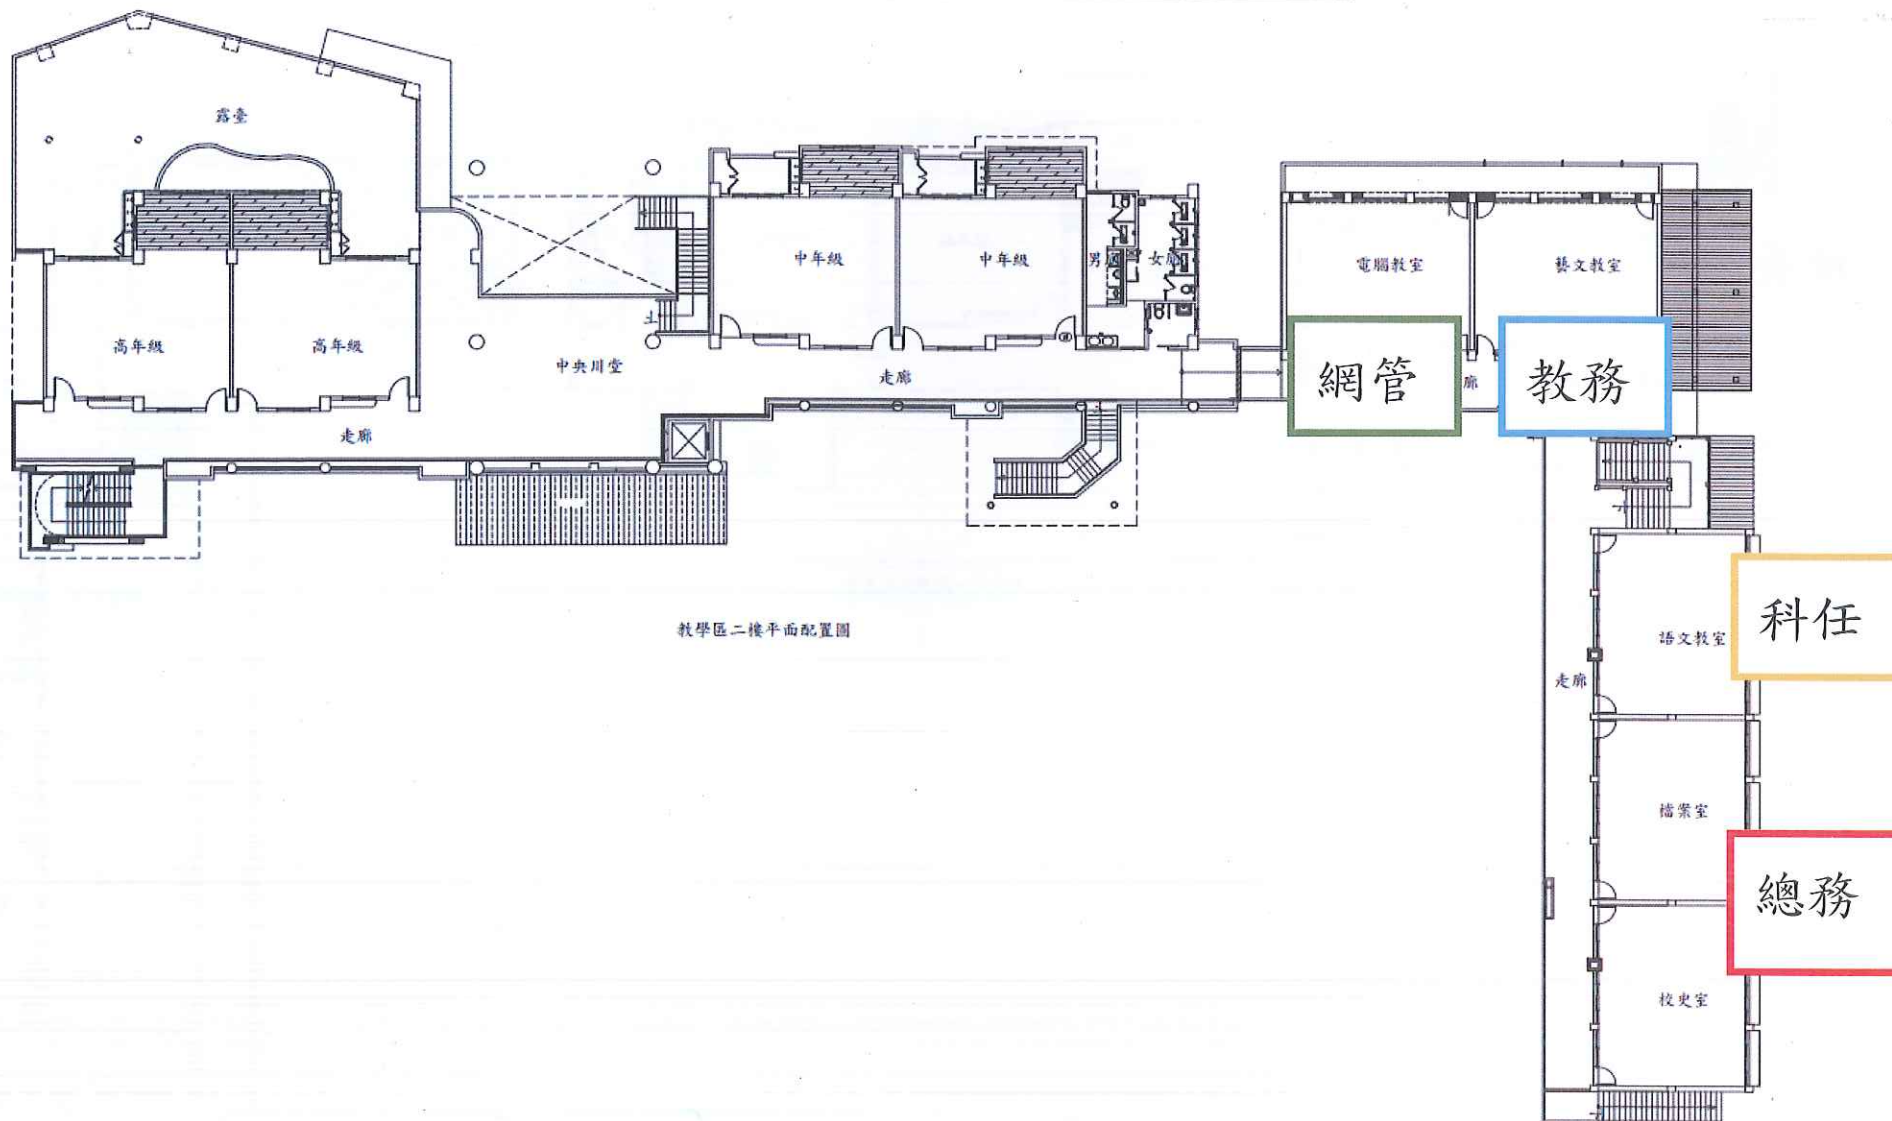 露臺
中年級
中年級
男廁
女廁
電腦教室
藝文教室
高年級
高年級
中央川堂
走廊
網管
廊
教務
走廊
上
教學區二樓平面配置圖
語文教室
科任
走廊
檔案室
總務
校史室